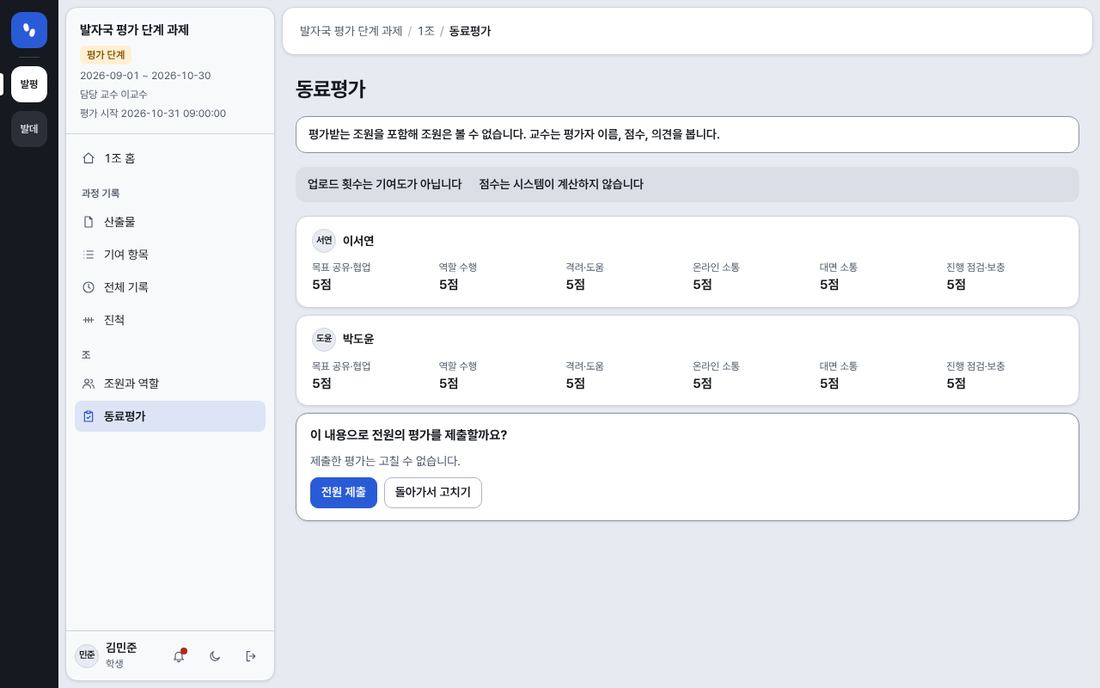 발평
발데
발자국 평가 단계 과제
평가 단계
2026-09-01 ~ 2026-10-30
담당 교수 이교수
평가 시작 2026-10-31 09:00:00
1조 홈
과정 기록
산출물
기여 항목
전체 기록
진척
조
조원과 역할
동료평가
민준
김민준
학생
발자국 평가 단계 과제 / 1조 / 동료평가
동료평가
평가받는 조원을 포함해 조원은 볼 수 없습니다. 교수는 평가자 이름, 점수, 의견을 봅니다.
업로드 횟수는 기여도가 아닙니다 점수는 시스템이 계산하지 않습니다
서연 이서연
목표 공유·협업 역할 수행 격려·도움 온라인 소통 대면 소통 진행 점검·보충
5점 5점 5점 5점 5점 5점
도윤 박도윤
목표 공유·협업 역할 수행 격려·도움 온라인 소통 대면 소통 진행 점검·보충
5점 5점 5점 5점 5점 5점
이 내용으로 전원의 평가를 제출할까요?
제출한 평가는 고칠 수 없습니다.
전원 제출 돌아가서 고치기